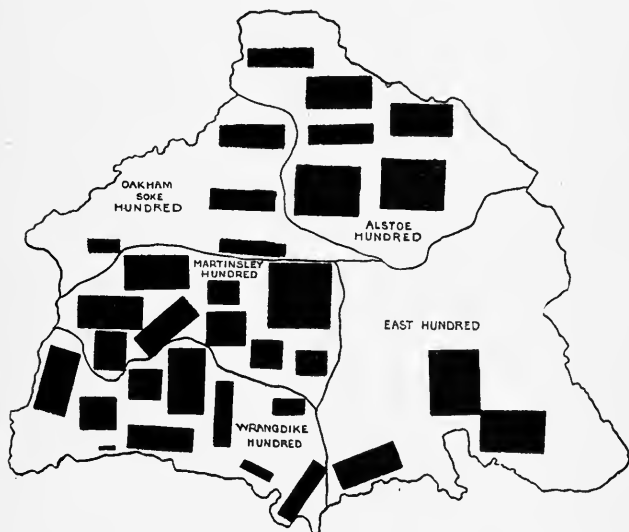 OAKHAM
SOKE
HUNDRED
ALSTOE
HUNDRED
MARTINSLEY
HUNDRED
EAST HUNDRED
WRANGDIKE
HUNDRED